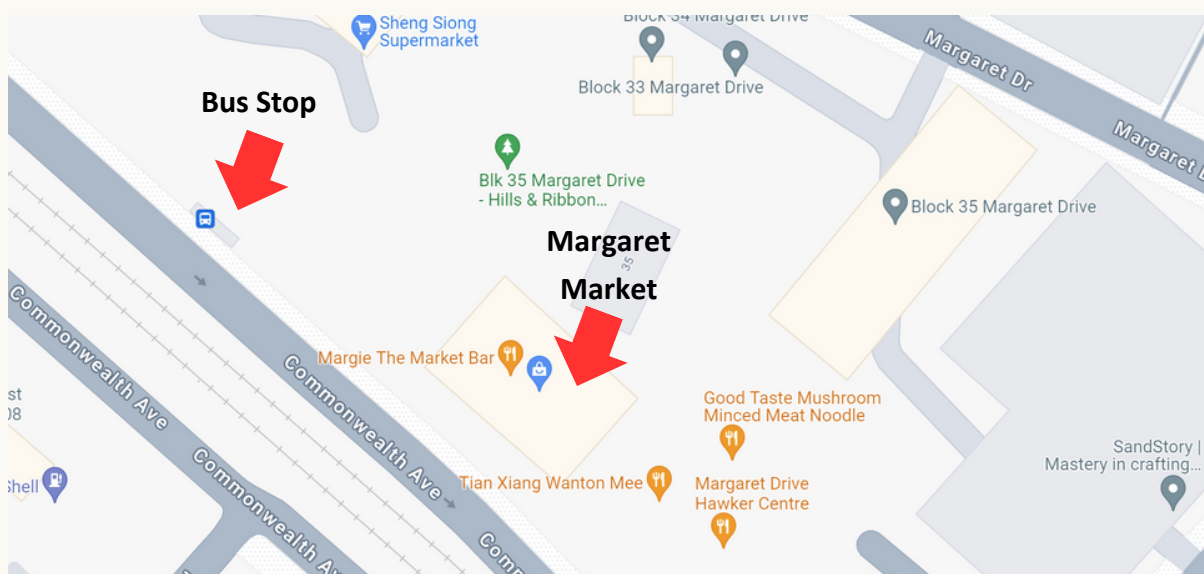 Sheng Siong
Supermarket
Block 34 Margaret Drive
Margaret Dr
Block 33 Margaret Drive
Bus Stop
Margaret
Blk 35 Margaret Drive
- Hills & Ribbon...
Block 35 Margaret Drive
Margaret
Market
35
Commonwealth Ave
Commonwealth Ave
Margie The Market Bar
Good Taste Mushroom
Minced Meat Noodle
st
08
SandStory |
Mastery in crafting...
Shell
Commonwealth Ave
Tian Xiang Wanton Mee
Margaret Drive
Hawker Centre